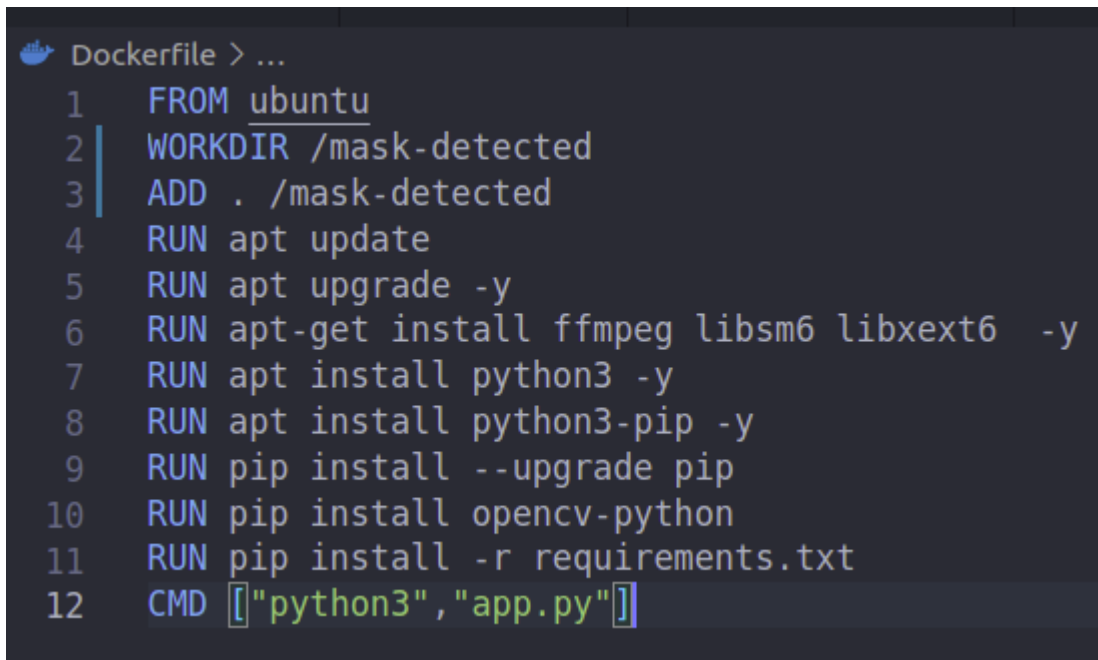 Dockerfile > ...
1 FROM ubuntu
2 WORKDIR /mask-detected
3 ADD . /mask-detected
4 RUN apt update
5 RUN apt upgrade -y
6 RUN apt-get install ffmpeg libsm6 libxext6  -y
7 RUN apt install python3 -y
8 RUN apt install python3-pip -y
9 RUN pip install --upgrade pip
10 RUN pip install opencv-python
11 RUN pip install -r requirements.txt
12 CMD ["python3","app.py"]